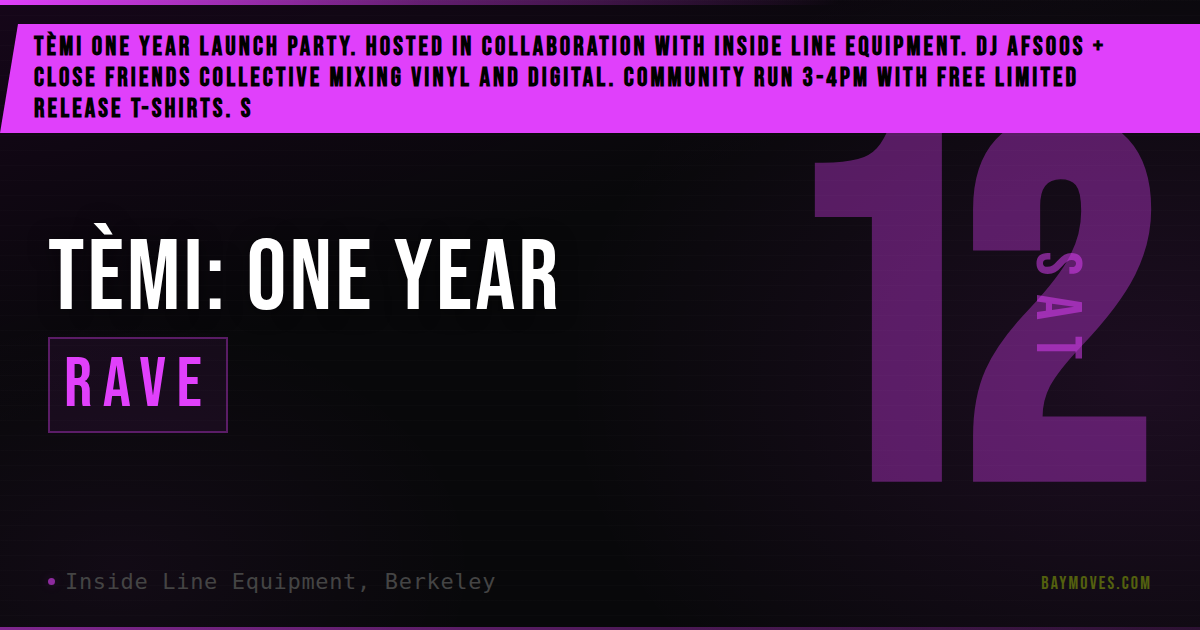 TÈMI ONE YEAR LAUNCH PARTY. HOSTED IN COLLABORATION WITH INSIDE LINE EQUIPMENT. DJ AFSOOS +
CLOSE FRIENDS COLLECTIVE MIXING VINYL AND DIGITAL. COMMUNITY RUN 3-4PM WITH FREE LIMITED
RELEASE T-SHIRTS. S
12
SAT
TÈMI: ONE YEAR
RAVE
Inside Line Equipment, Berkeley
BAYMOVES.COM